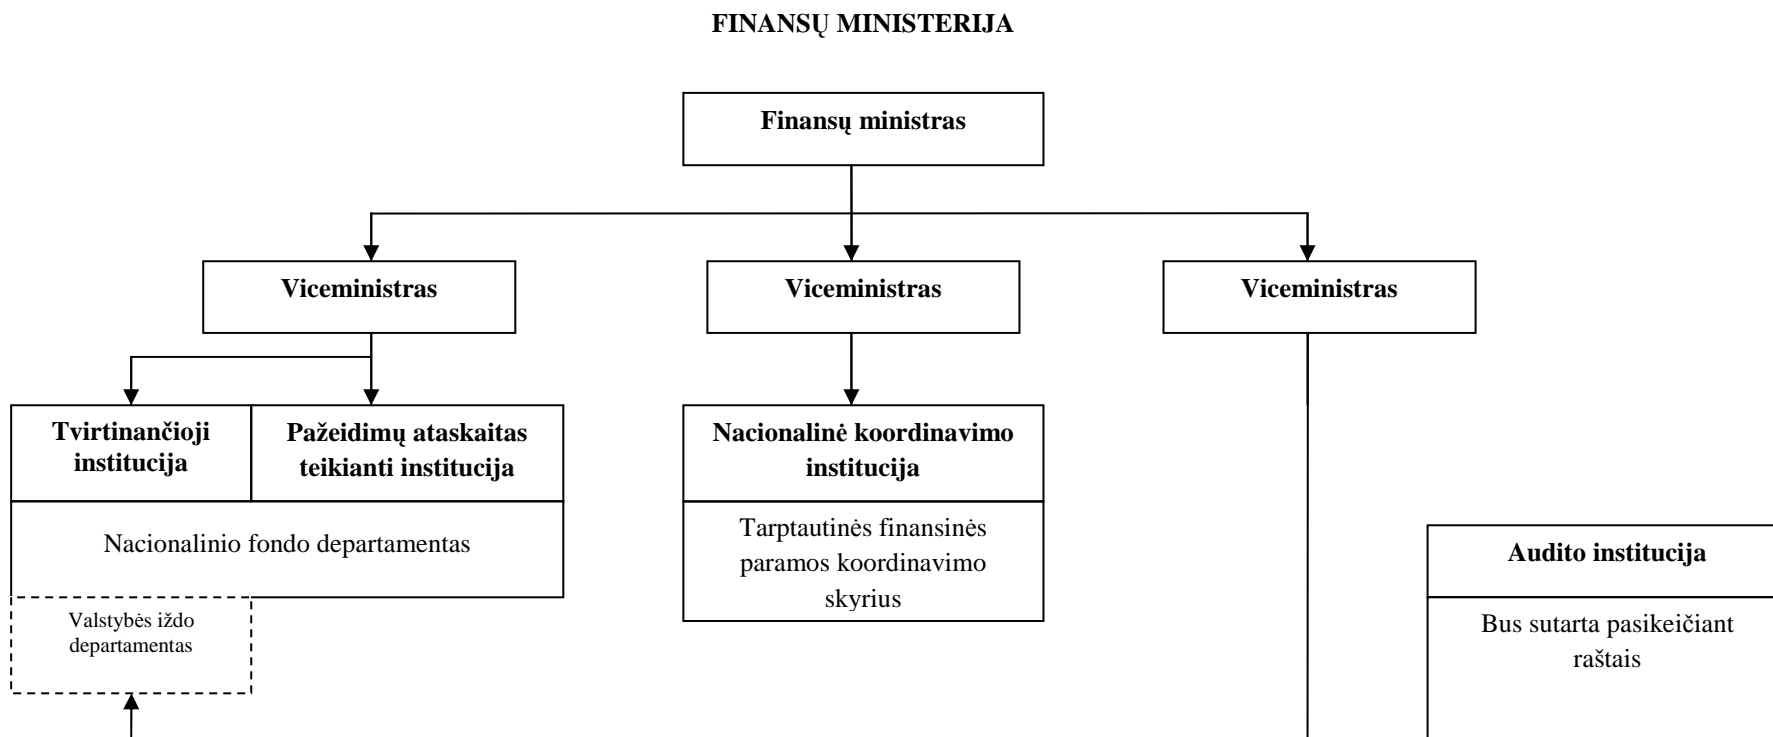 FINANSŲ MINISTERIJA
Finansų ministras
Viceministras
Viceministras
Viceministras
Tvirtinančioji
institucija
Pažeidimų ataskaitas
teikianti institucija
Nacionalinio fondo departamentas
Valstybės iždo
departamentas
Nacionalinė koordinavimo
institucija
Tarptautinės finansinės
paramos koordinavimo
skyrius
Audito institucija
Bus sutarta pasikeičiant
raštais